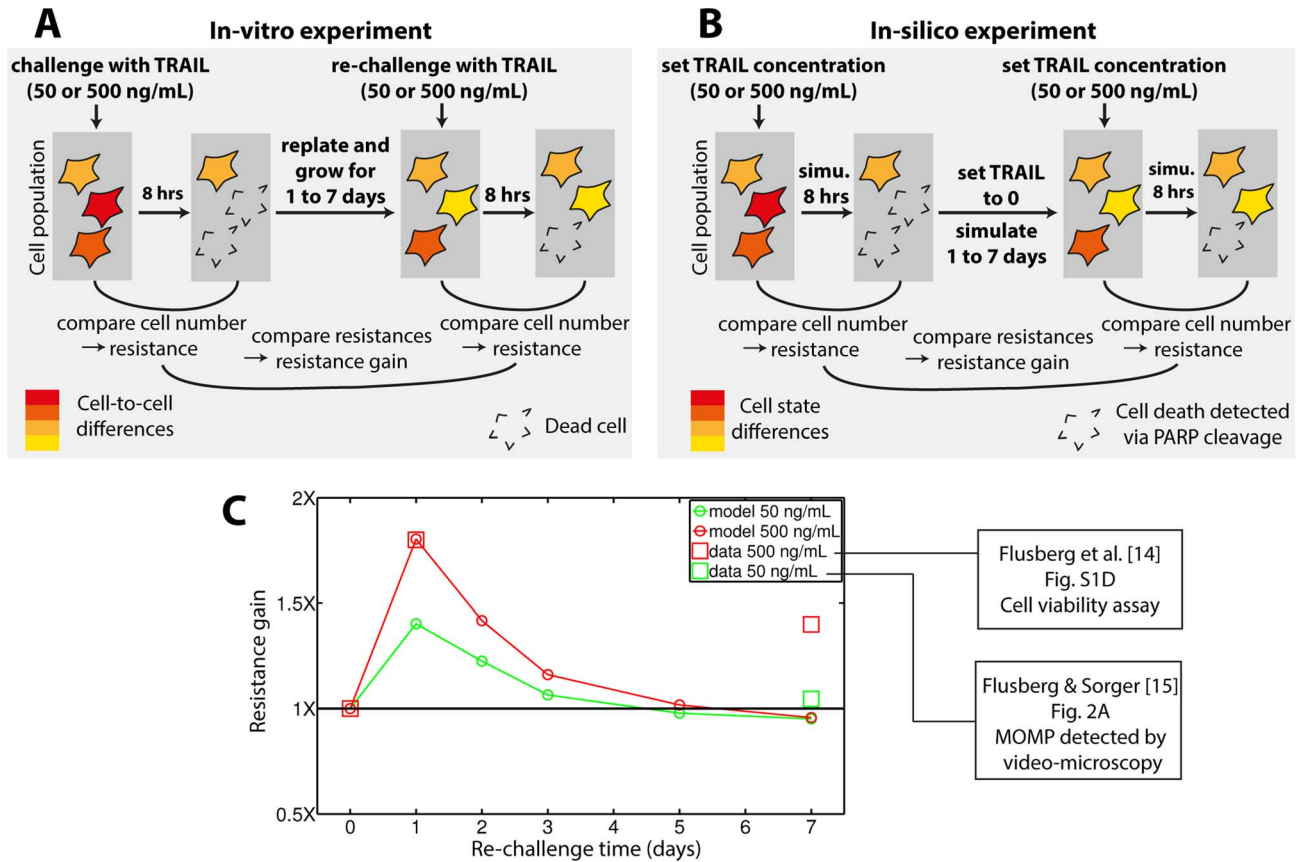 A
In-vitro experiment
challenge with TRAIL
(50 or 500 ng/mL)
re-challenge with TRAIL
(50 or 500 ng/mL)
Cell population
8 hrs
replate and
grow for
1 to 7 days
8 hrs
compare cell number
→ resistance
compare resistances
→ resistance gain
compare cell number
→ resistance
Cell-to-cell
differences
Dead cell
B
In-silico experiment
set TRAIL concentration
(50 or 500 ng/mL)
set TRAIL concentration
(50 or 500 ng/mL)
Cell population
simu.
8 hrs
set TRAIL
to 0
simulate
1 to 7 days
simu.
8 hrs
compare cell number
→ resistance
compare resistances
→ resistance gain
compare cell number
→ resistance
Cell state
differences
Cell death detected
via PARP cleavage
C
2X
1.5X
1X
0.5X
Resistance gain
0 1 2 3 4 5 6 7
Re-challenge time (days)
model 50 ng/mL
model 500 ng/mL
data 500 ng/mL
data 50 ng/mL
Flusberg et al. [14]
Fig. S1D
Cell viability assay
Flusberg & Sorger [15]
Fig. 2A
MOMP detected by
video-microscopy